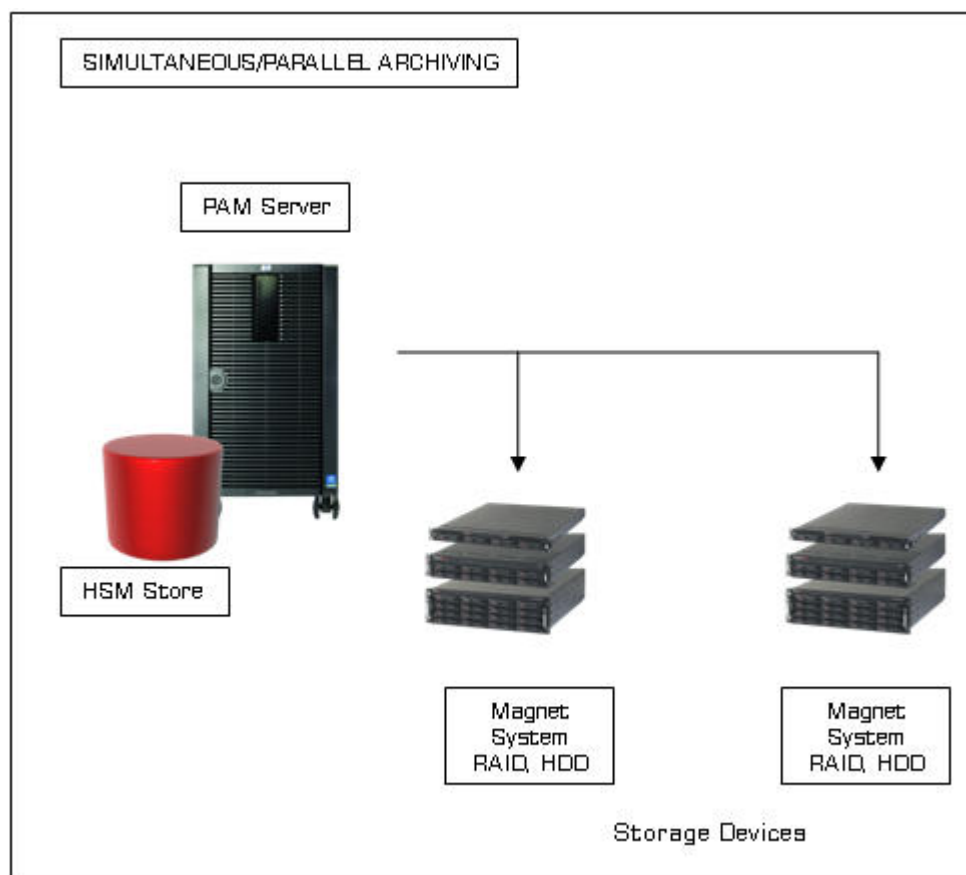 SIMULTANEOUS/PARALLEL ARCHIVING
PAM Server
HSM Store
Magnet
System
RAID, HDD
Magnet
System
RAID, HDD
Storage Devices